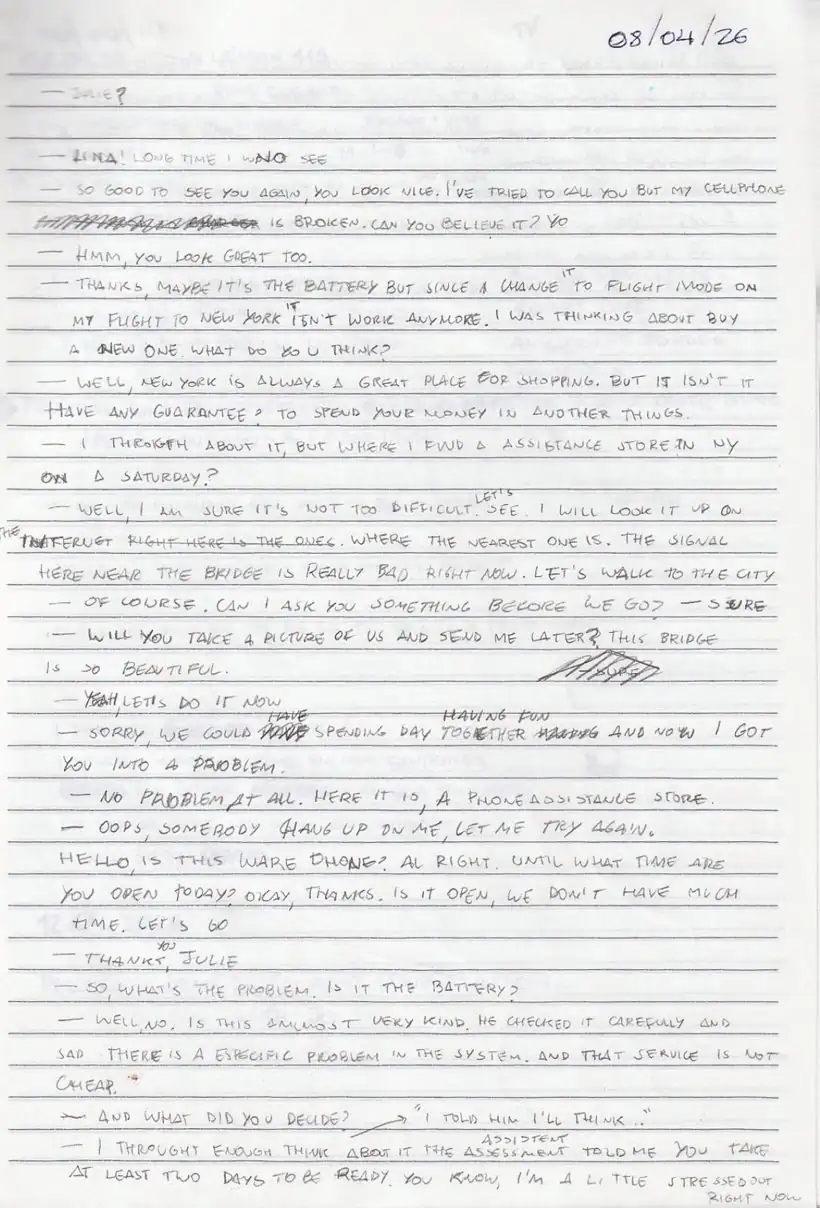 08/04/26
— JULIE?
— LINA! LONG TIME I NO SEE
— SO GOOD TO SEE YOU AGAIN, YOU LOOK NICE. I'VE TRIED TO CALL YOU BUT MY CELLPHONE
IS BROKEN. CAN YOU BELIEVE IT? YO
— HMM, YOU LOOK GREAT TOO.
— THANKS, MAYBE IT'S THE BATTERY BUT SINCE I CHANGE IT TO FLIGHT MODE ON
MY FLIGHT TO NEW YORK IT ISN'T WORK ANYMORE. I WAS THINKING ABOUT BUY
A NEW ONE. WHAT DO YOU THINK?
— WELL, NEW YORK IS ALWAYS A GREAT PLACE FOR SHOPPING. BUT IT ISN'T IT
HAVE ANY GUARANTEE? TO SPEND YOUR MONEY IN ANOTHER THINGS.
— I ABOUT IT, BUT WHERE I FIND A ASSISTANCE STORE IN NY
ON A SATURDAY?
— WELL, I AM SURE IT'S NOT TOO DIFFICULT. LET'S SEE. I WILL LOOK IT UP ON
THE RIGHT HERE IS THE ONES. WHERE THE NEAREST ONE IS. THE SIGNAL
HERE NEAR THE BRIDGE IS REALLY BAD RIGHT NOW. LET'S WALK TO THE CITY
— OF COURSE. CAN I ASK YOU SOMETHING BEFORE WE GO? — SURE
— WILL YOU TAKE A PICTURE OF US AND SEND ME LATER? THIS BRIDGE
IS SO BEAUTIFUL.
— YEAH, LET'S DO IT NOW
— SORRY, WE COULD HAVE SPENDING DAY TOGETHER HAVING FUN AND NOW I GOT
YOU INTO A PROBLEM.
— NO PROBLEM AT ALL. HERE IT IS, A PHONE ASSISTANCE STORE.
— OOPS, SOMEBODY HANG UP ON ME, LET ME TRY AGAIN.
HELLO, IS THIS WARE PHONE? AL RIGHT. UNTIL WHAT TIME ARE
YOU OPEN TODAY? OKAY, THANKS. IS IT OPEN, WE DON'T HAVE MUCH
TIME. LET'S GO
— THANK YOU, JULIE
— SO, WHAT'S THE PROBLEM. IS IT THE BATTERY?
— WELL, NO. IS THIS VERY KIND. HE CHECKED IT CAREFULLY AND
SAD THERE IS A ESPECIFIC PROBLEM IN THE SYSTEM. AND THAT SERVICE IS NOT
CHEAP.
— AND WHAT DID YOU DECIDE? → "I TOLD HIM I'LL THINK.."
— I THROUGHT ENOUGH THINK ABOUT IT THE ASSESSMENT ASSISTENT TOLD ME YOU TAKE
AT LEAST TWO DAYS TO BE READY. YOU KNOW, I'M A LITTLE STRESSED OUT
RIGHT NOW